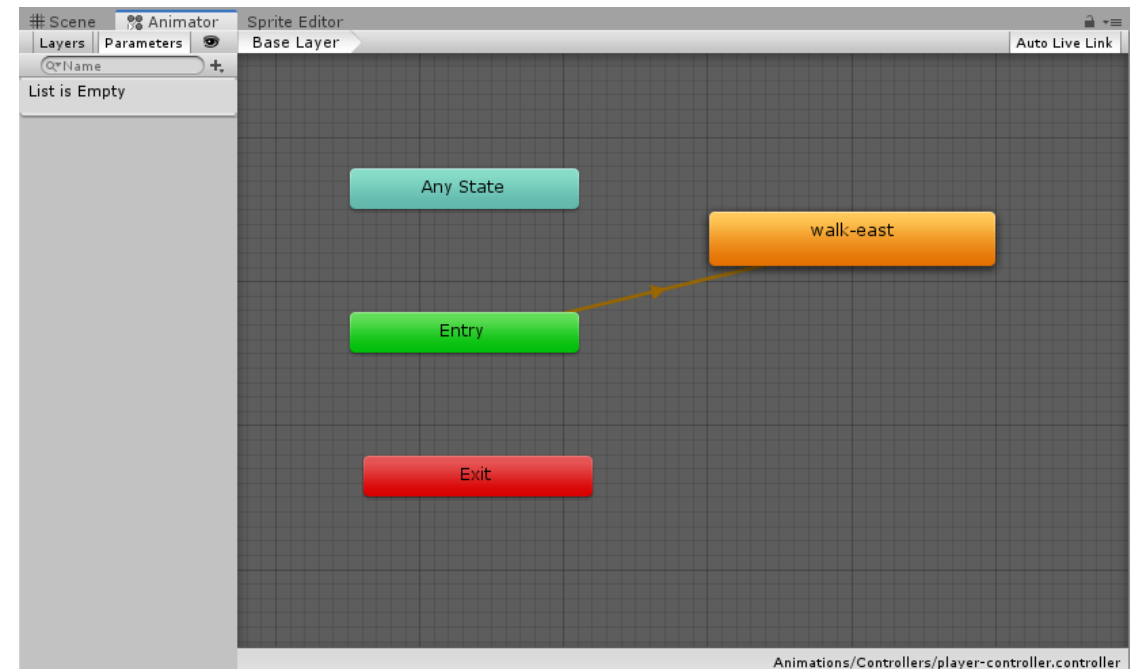 Scene Animator Sprite Editor
Layers Parameters Base Layer Auto Live Link
Name
List is Empty
Any State
walk-east
Entry
Exit
Animations/Controllers/player-controller.controller